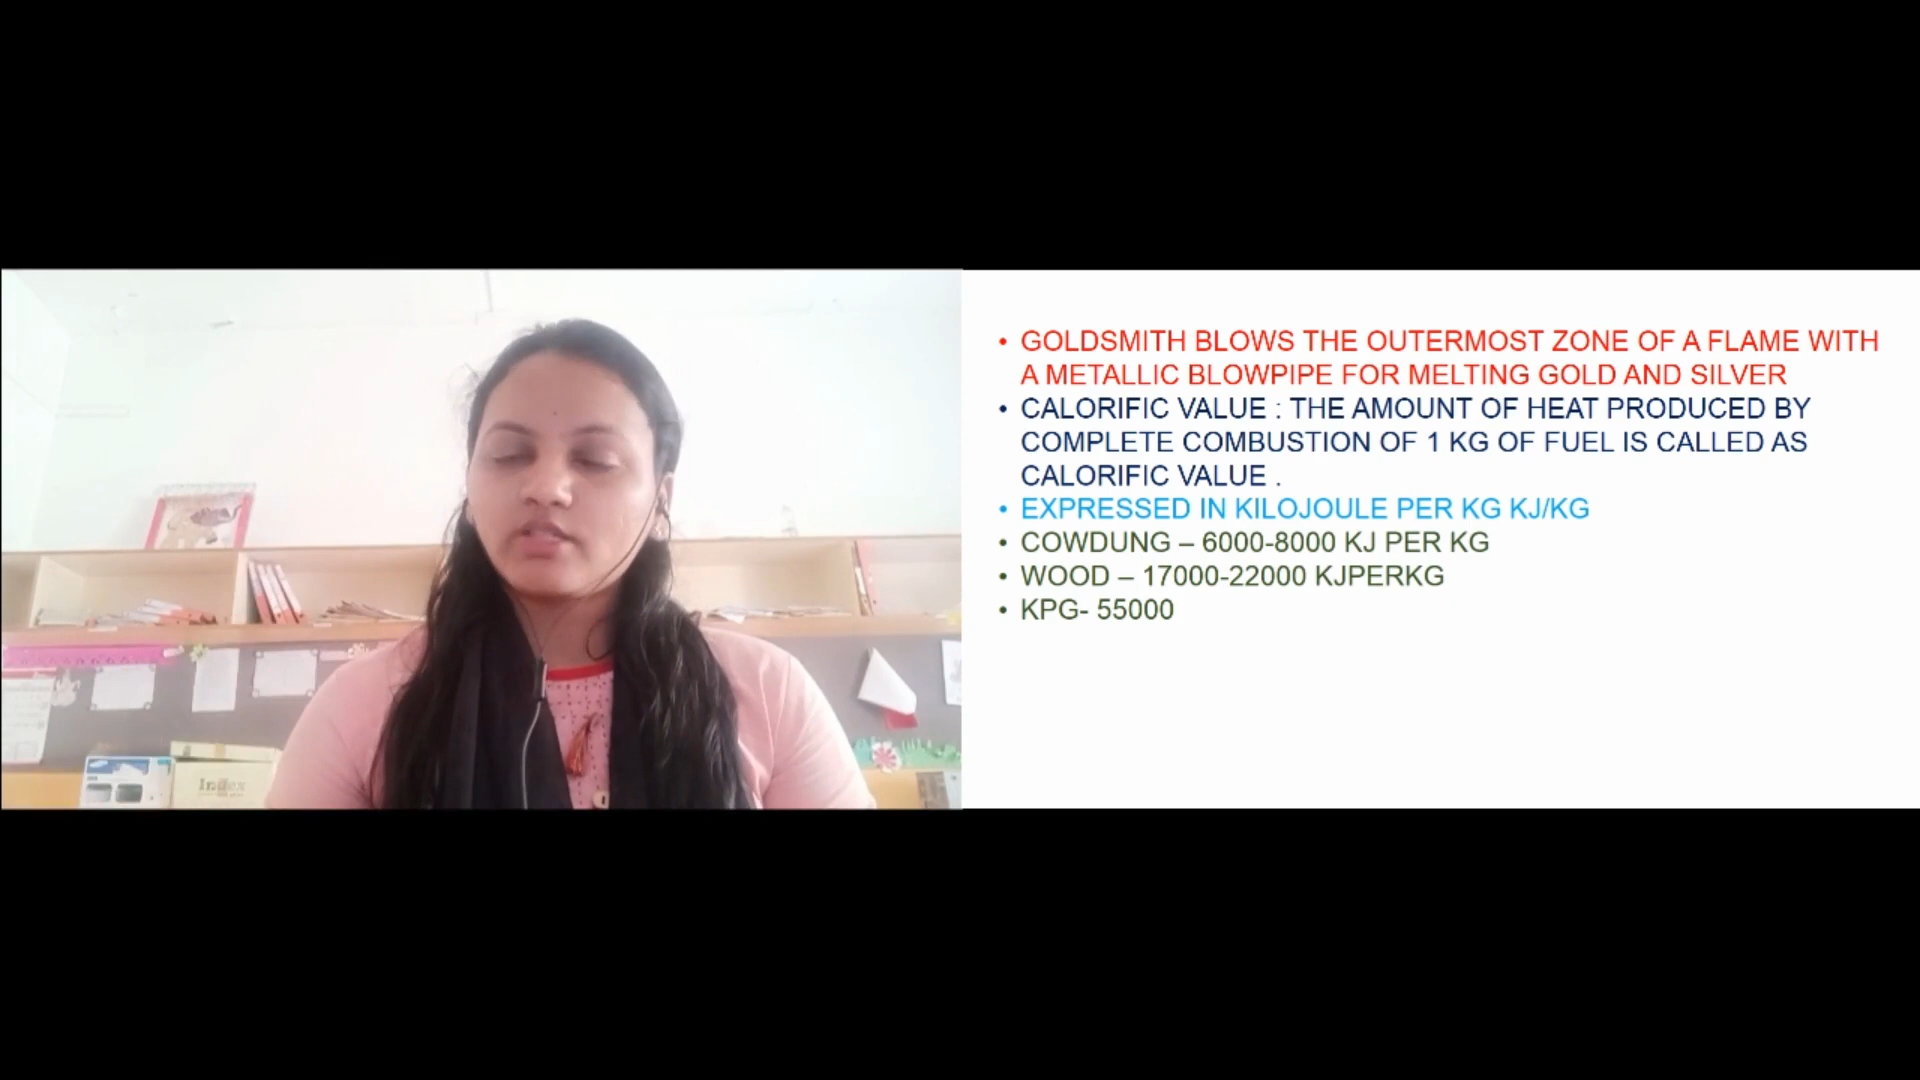 • GOLDSMITH BLOWS THE OUTERMOST ZONE OF A FLAME WITH
A METALLIC BLOWPIPE FOR MELTING GOLD AND SILVER
• CALORIFIC VALUE : THE AMOUNT OF HEAT PRODUCED BY
COMPLETE COMBUSTION OF 1 KG OF FUEL IS CALLED AS
CALORIFIC VALUE .
• EXPRESSED IN KILOJOULE PER KG KJ/KG
• COWDUNG – 6000-8000 KJ PER KG
• WOOD – 17000-22000 KJPERKG
• KPG- 55000
Index